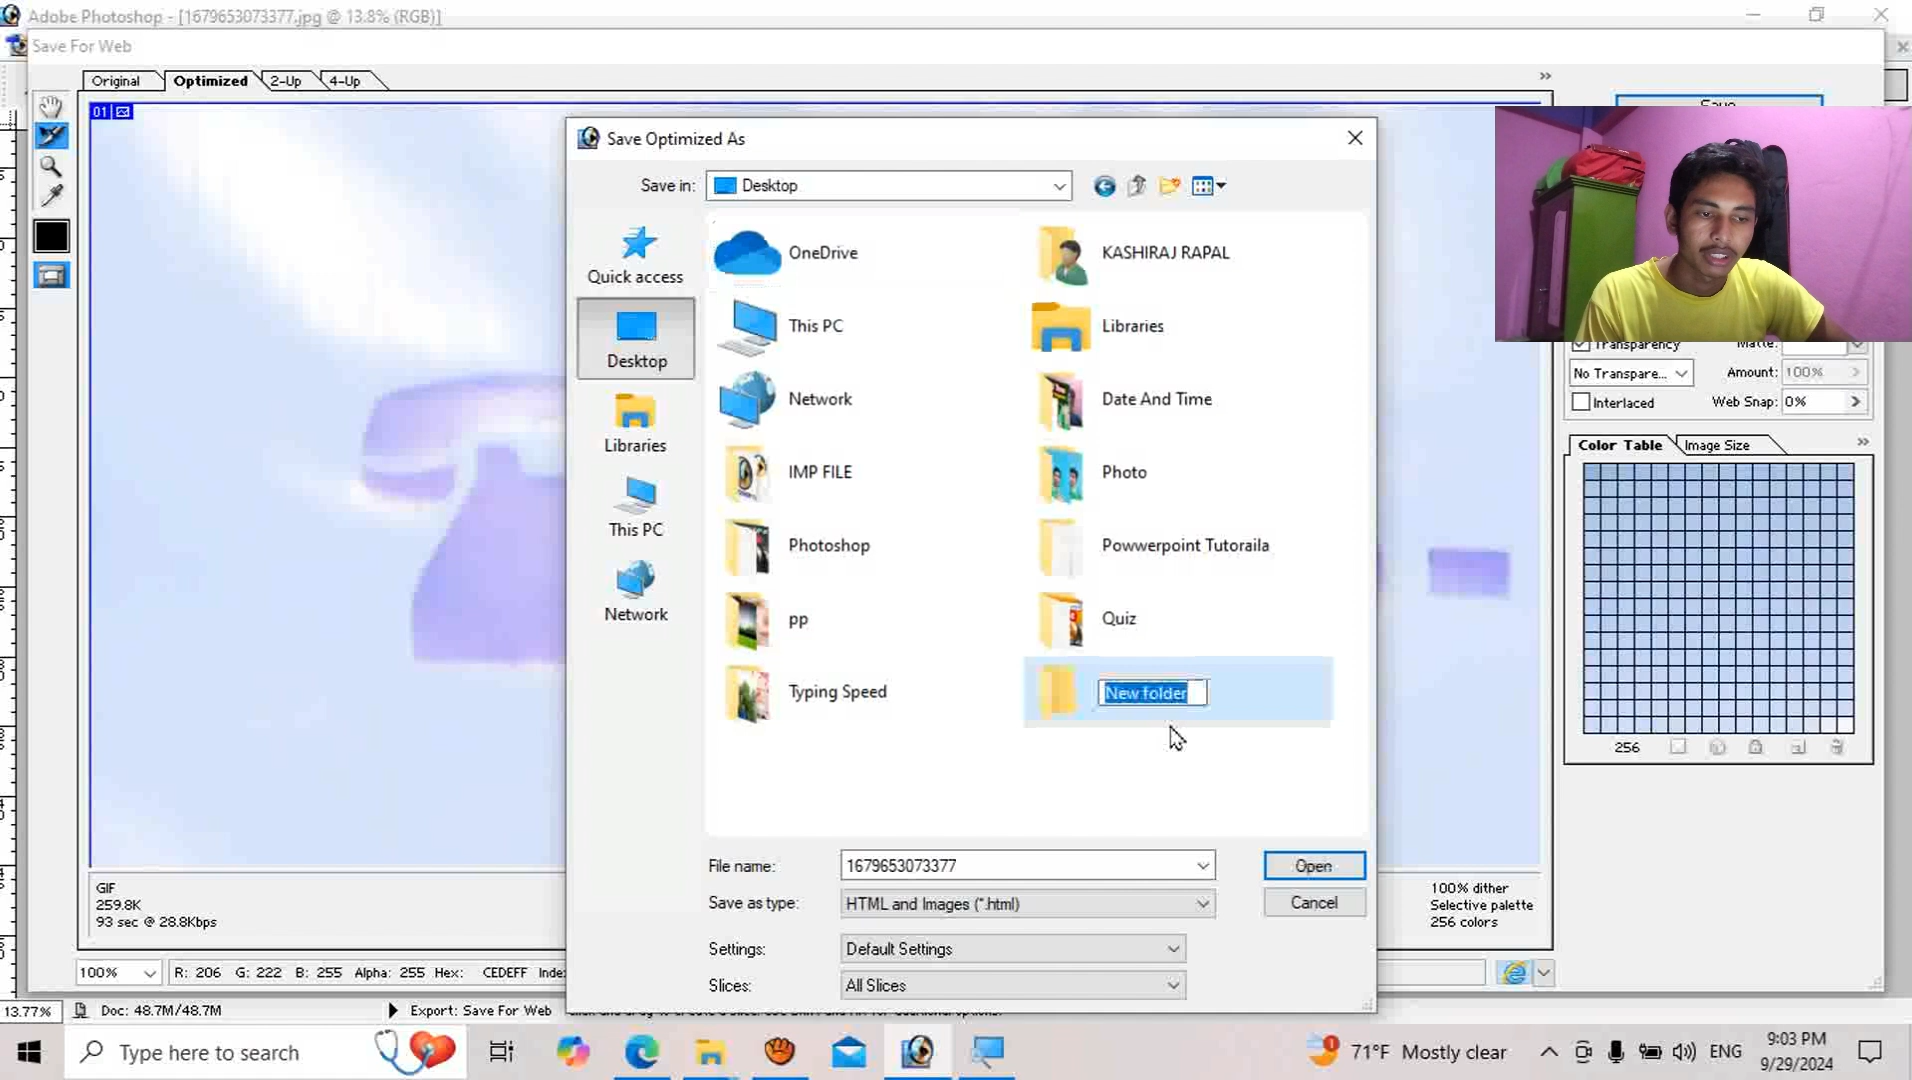 Adobe Photoshop - [1679653073377.jpg @ 13.8% (RGB)]
Save For Web
Original
Optimized
2-Up
4-Up
01
Save
Save Optimized As
Save in:
Desktop
Quick access
Desktop
Libraries
This PC
Network
OneDrive
KASHIRAJ RAPAL
This PC
Libraries
Network
Date And Time
IMP FILE
Photo
Photoshop
Powwerpoint Tutoraila
pp
Quiz
Typing Speed
New folder
File name:
1679653073377
Open
Save as type:
HTML and Images (*.html)
Cancel
Settings:
Default Settings
Slices:
All Slices
Transparency
Matte:
No Transpare...
Amount:
100%
Interlaced
Web Snap:
0%
Color Table
Image Size
256
GIF
259.8K
93 sec @ 28.8Kbps
100% dither
Selective palette
256 colors
100%
R: 206
G: 222
B: 255
Alpha: 255
Hex:
CEDEFF
13.77%
Doc: 48.7M/48.7M
Export: Save For Web
Type here to search
71°F Mostly clear
ENG
9:03 PM
9/29/2024